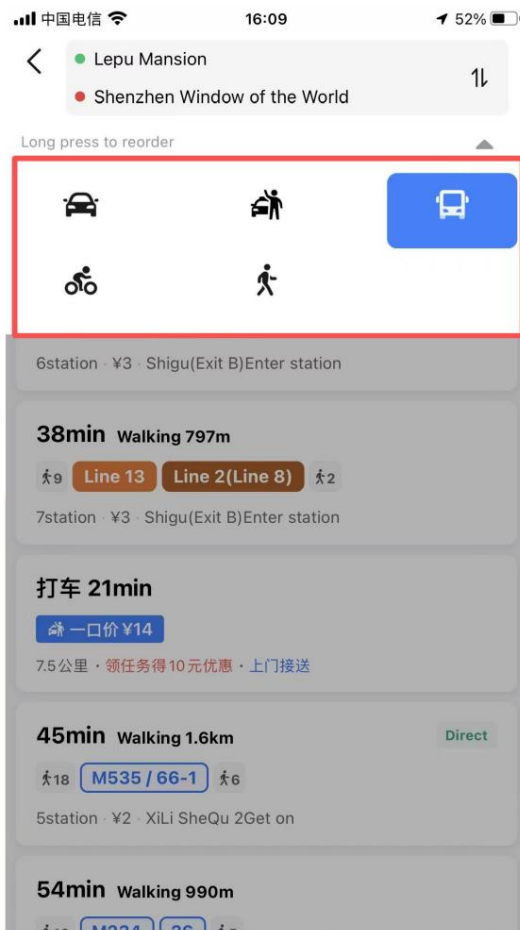 中国电信
16:09
52%
Lepu Mansion
Shenzhen Window of the World
Long press to reorder
6station · ¥3 · Shigu(Exit B)Enter station
38min Walking 797m
9 Line 13 Line 2(Line 8) 2
7station · ¥3 · Shigu(Exit B)Enter station
打车 21min
一口价 ¥14
7.5公里·领任务得10元优惠·上门接送
45min Walking 1.6km
Direct
18 M535 / 66-1 6
5station · ¥2 · XiLi SheQu 2Get on
54min Walking 990m